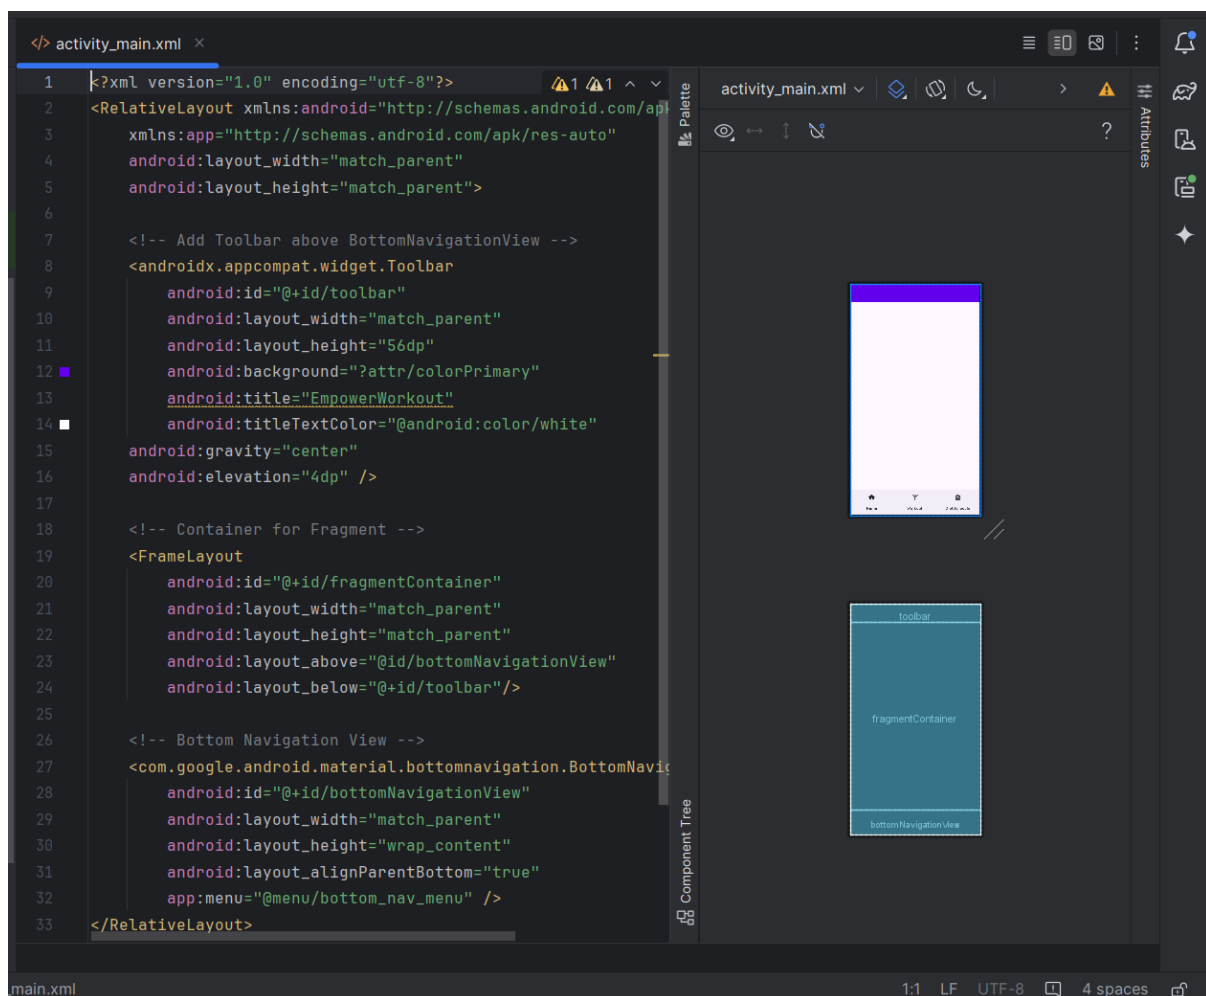 activity_main.xml
1 <?xml version="1.0" encoding="utf-8"?>
1 1
2 <RelativeLayout xmlns:android="http://schemas.android.com/apk
3 xmlns:app="http://schemas.android.com/apk/res-auto"
4 android:layout_width="match_parent"
5 android:layout_height="match_parent">
6
7 <!-- Add Toolbar above BottomNavigationView -->
8 <androidx.appcompat.widget.Toolbar
9 android:id="@+id/toolbar"
10 android:layout_width="match_parent"
11 android:layout_height="56dp"
12 android:background="?attr/colorPrimary"
13 android:title="EmpowerWorkout"
14 android:titleTextColor="@android:color/white"
15 android:gravity="center"
16 android:elevation="4dp" />
17
18 <!-- Container for Fragment -->
19 <FrameLayout
20 android:id="@+id/fragmentContainer"
21 android:layout_width="match_parent"
22 android:layout_height="match_parent"
23 android:layout_above="@id/bottomNavigationView"
24 android:layout_below="@+id/toolbar"/>
25
26 <!-- Bottom Navigation View -->
27 <com.google.android.material.bottomnavigation.BottomNavig
28 android:id="@+id/bottomNavigationView"
29 android:layout_width="match_parent"
30 android:layout_height="wrap_content"
31 android:layout_alignParentBottom="true"
32 app:menu="@menu/bottom_nav_menu" />
33 </RelativeLayout>
Palette
Component Tree
activity_main.xml
?
Attributes
toolbar
fragmentContainer
bottomNavigationView
main.xml
1:1 LF UTF-8 4 spaces